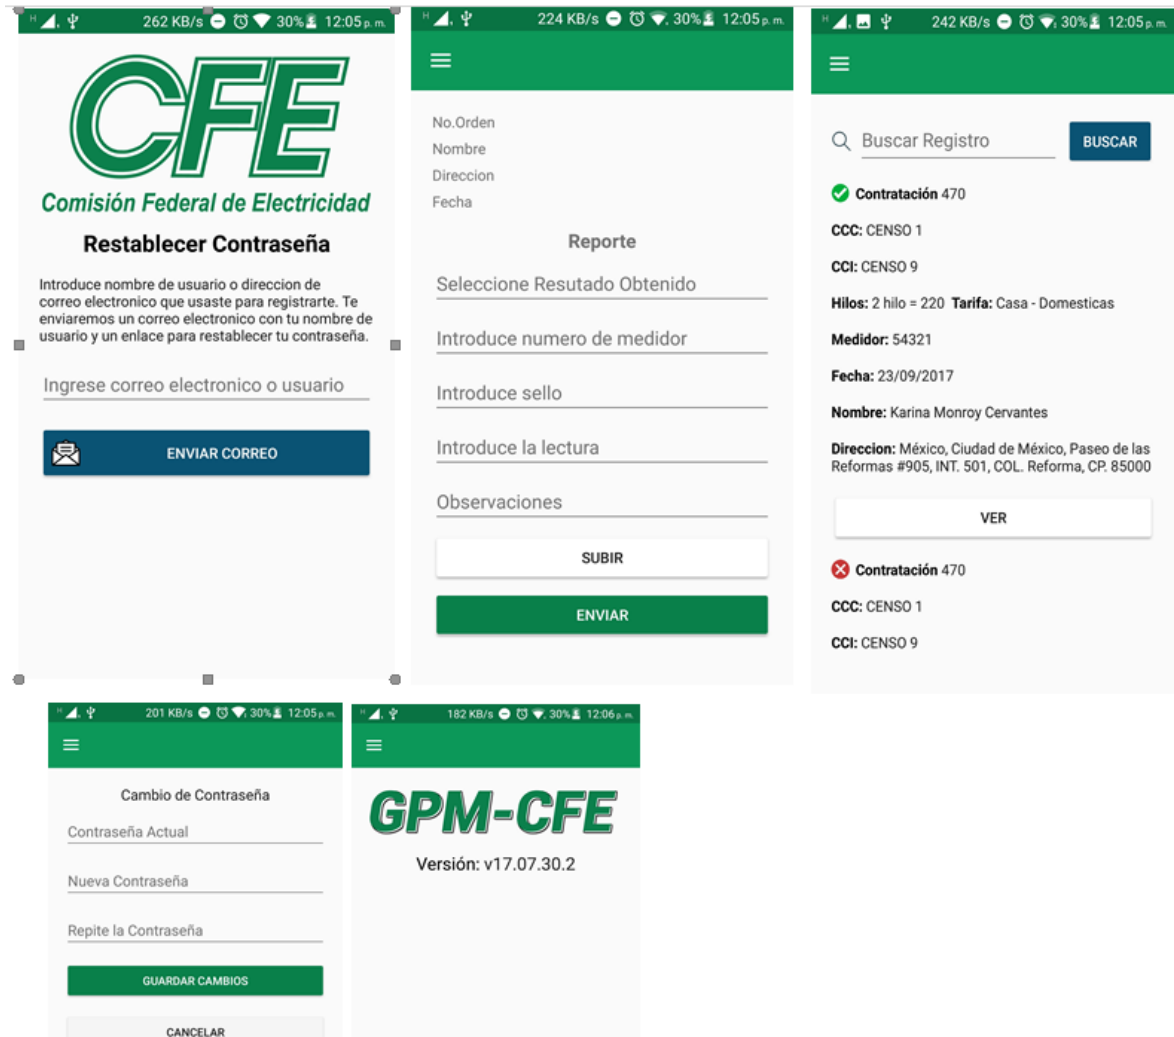 262 KB/s 30% 12:05 p. m.
CFE
Comisión Federal de Electricidad
Restablecer Contraseña
Introduce nombre de usuario o direccion de
correo electronico que usaste para registrarte. Te
enviaremos un correo electronico con tu nombre de
usuario y un enlace para restablecer tu contraseña.
Ingrese correo electronico o usuario
ENVIAR CORREO
H 224 KB/s 30% 12:05 p. m.
No.Orden
Nombre
Direccion
Fecha
Reporte
Seleccione Resutado Obtenido
Introduce numero de medidor
Introduce sello
Introduce la lectura
Observaciones
SUBIR
ENVIAR
H 242 KB/s 30% 12:05 p. m.
Buscar Registro
BUSCAR
Contratación 470
CCC: CENSO 1
CCI: CENSO 9
Hilos: 2 hilo = 220 Tarifa: Casa - Domesticas
Medidor: 54321
Fecha: 23/09/2017
Nombre: Karina Monroy Cervantes
Direccion: México, Ciudad de México, Paseo de las
Reformas #905, INT. 501, COL. Reforma, CP. 85000
VER
Contratación 470
CCC: CENSO 1
CCI: CENSO 9
H 201 KB/s 30% 12:05 p. m.
Cambio de Contraseña
Contraseña Actual
Nueva Contraseña
Repite la Contraseña
GUARDAR CAMBIOS
CANCELAR
H 182 KB/s 30% 12:06 p. m.
GPM-CFE
Versión: v17.07.30.2